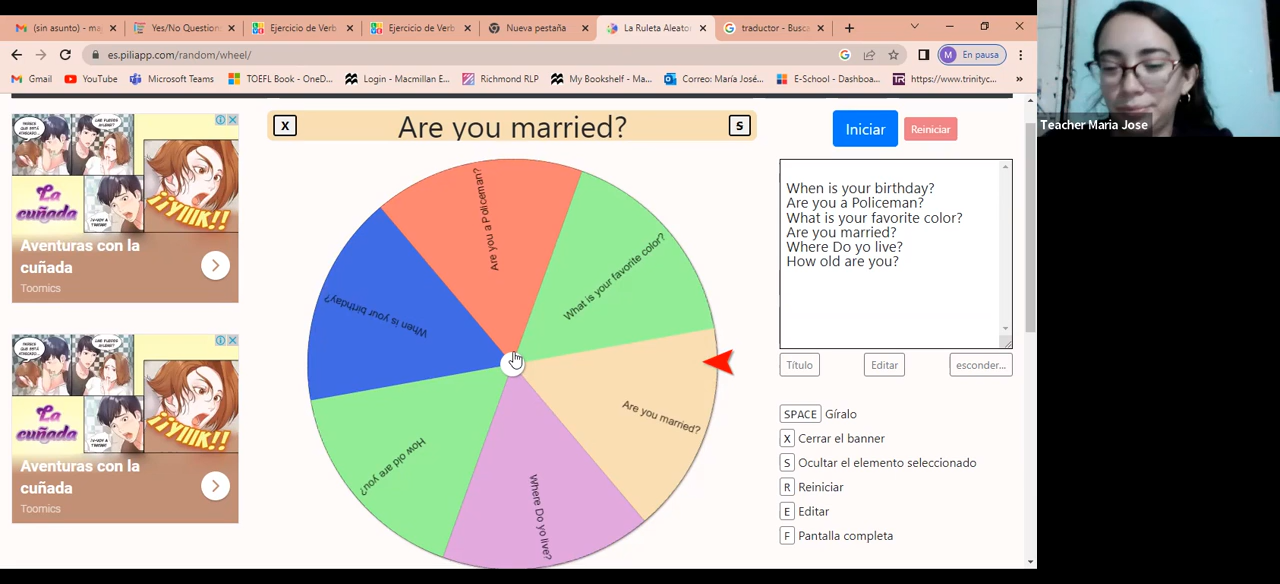 (sin asunto) - maj
Yes/No Question
Ejercicio de Verb
Ejercicio de Verb
Nueva pestaña
La Ruleta Aleato
traductor - Busca
es.piliapp.com/random/wheel/
M En pausa
Gmail
YouTube
Microsoft Teams
TOEFL Book - OneD...
Login - Macmillan E...
Richmond RLP
My Bookshelf - Ma...
Correo: María José...
E-School - Dashboa...
https://www.trinityc...
»
Teacher Maria Jose
La cuñada
¡¡YIIIK!!
Aventuras con la
cuñada
Toomics
La cuñada
¡¡YIIIK!!
Aventuras con la
cuñada
Toomics
X
Are you married?
S
Are you a Policeman?
What is your favorite color?
When is your birthday?
Are you married?
How old are you?
Where Do yo live?
Iniciar
Reiniciar
When is your birthday?
Are you a Policeman?
What is your favorite color?
Are you married?
Where Do yo live?
How old are you?
Título
Editar
esconder...
SPACE Gíralo
X Cerrar el banner
S Ocultar el elemento seleccionado
R Reiniciar
E Editar
F Pantalla completa